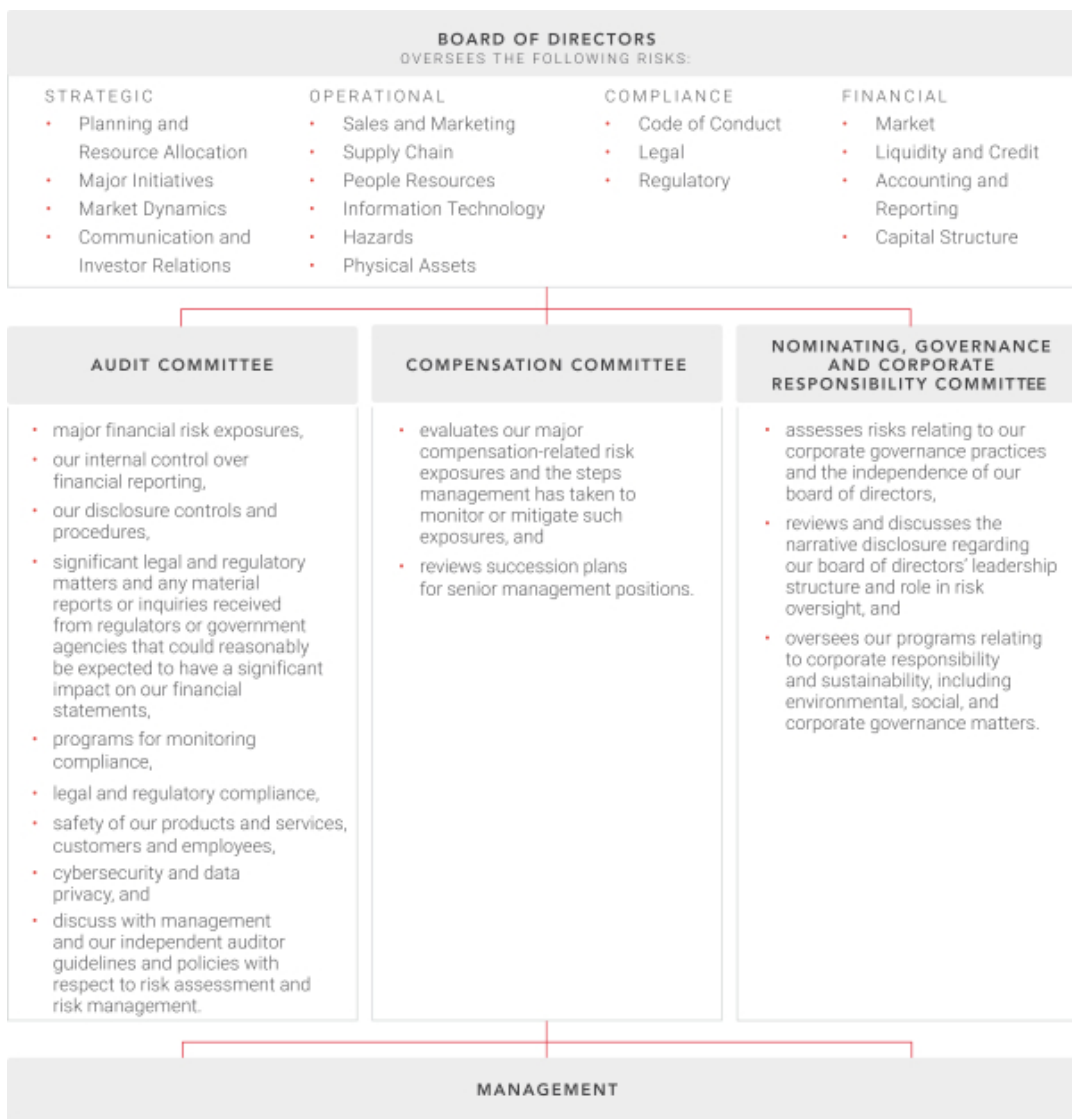 BOARD OF DIRECTORS
OVERSEES THE FOLLOWING RISKS:
STRATEGIC
• Planning and
Resource Allocation
• Major Initiatives
• Market Dynamics
• Communication and
Investor Relations
OPERATIONAL
• Sales and Marketing
• Supply Chain
• People Resources
• Information Technology
• Hazards
• Physical Assets
COMPLIANCE
• Code of Conduct
• Legal
• Regulatory
FINANCIAL
• Market
• Liquidity and Credit
• Accounting and
Reporting
• Capital Structure
AUDIT COMMITTEE
• major financial risk exposures,
• our internal control over
financial reporting,
• our disclosure controls and
procedures,
• significant legal and regulatory
matters and any material
reports or inquiries received
from regulators or government
agencies that could reasonably
be expected to have a significant
impact on our financial
statements,
• programs for monitoring
compliance,
• legal and regulatory compliance,
• safety of our products and services,
customers and employees,
• cybersecurity and data
privacy, and
• discuss with management
and our independent auditor
guidelines and policies with
respect to risk assessment and
risk management.
COMPENSATION COMMITTEE
• evaluates our major
compensation-related risk
exposures and the steps
management has taken to
monitor or mitigate such
exposures, and
• reviews succession plans
for senior management positions.
NOMINATING, GOVERNANCE
AND CORPORATE
RESPONSIBILITY COMMITTEE
• assesses risks relating to our
corporate governance practices
and the independence of our
board of directors,
• reviews and discusses the
narrative disclosure regarding
our board of directors' leadership
structure and role in risk
oversight, and
• oversees our programs relating
to corporate responsibility
and sustainability, including
environmental, social, and
corporate governance matters.
MANAGEMENT